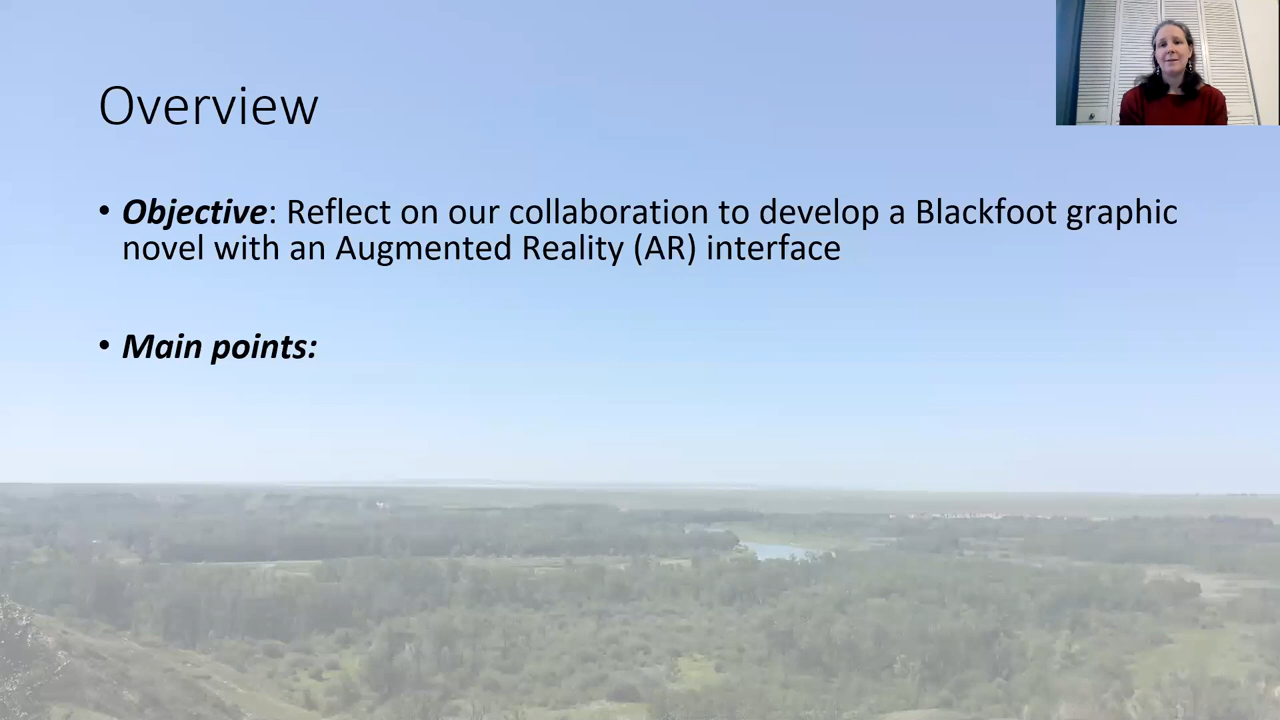 Overview
• Objective: Reflect on our collaboration to develop a Blackfoot graphic
novel with an Augmented Reality (AR) interface
• Main points: